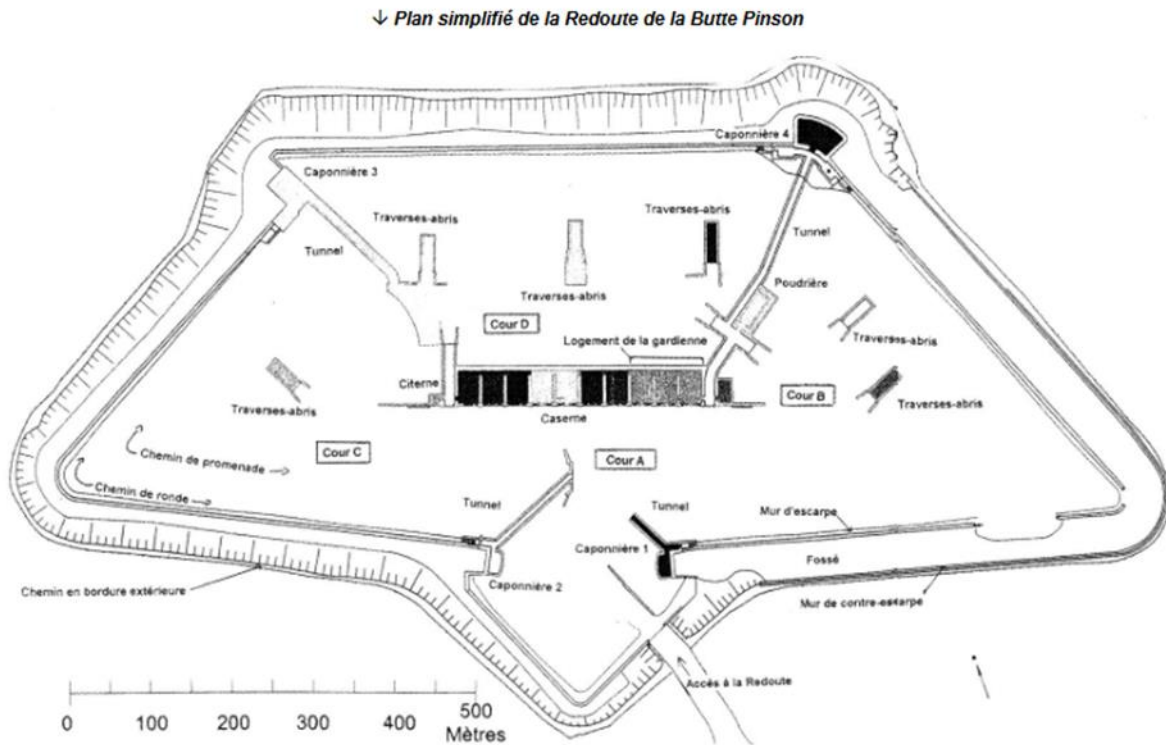 ↓ Plan simplifié de la Redoute de la Butte Pinson
Caponnière 4
Caponnière 3
Traverses-abris
Traverses-abris
Tunnel
Tunnel
Poudrière
Traverses-abris
Cour D
Logement de la gardienne
Traverses-abris
Citerne
Cour B
Traverses-abris
Traverses-abris
Caserne
Chemin de promenade
Cour C
Cour A
Chemin de ronde
Tunnel
Tunnel
Mur d'escarpe
Caponnière 1
Fossé
Chemin en bordure extérieure
Caponnière 2
Mur de contre-escarpe
Accès à la Redoute
0 100 200 300 400 500
Mètres